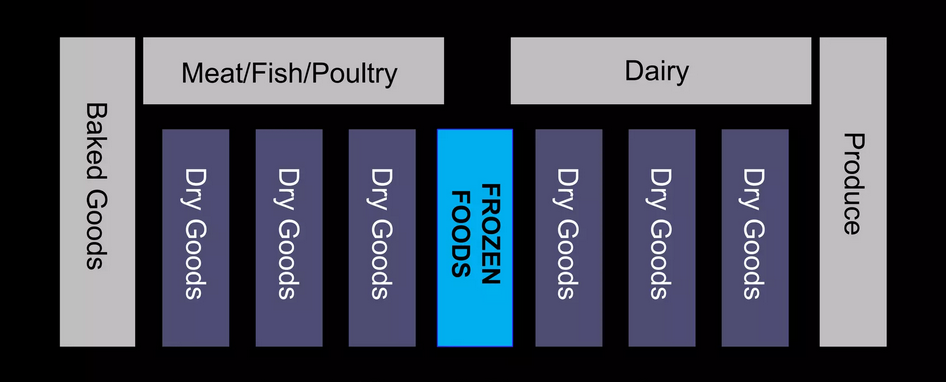 Baked Goods
Meat/Fish/Poultry
Dairy
Produce
Dry Goods
Dry Goods
Dry Goods
FROZEN
FOODS
Dry Goods
Dry Goods
Dry Goods